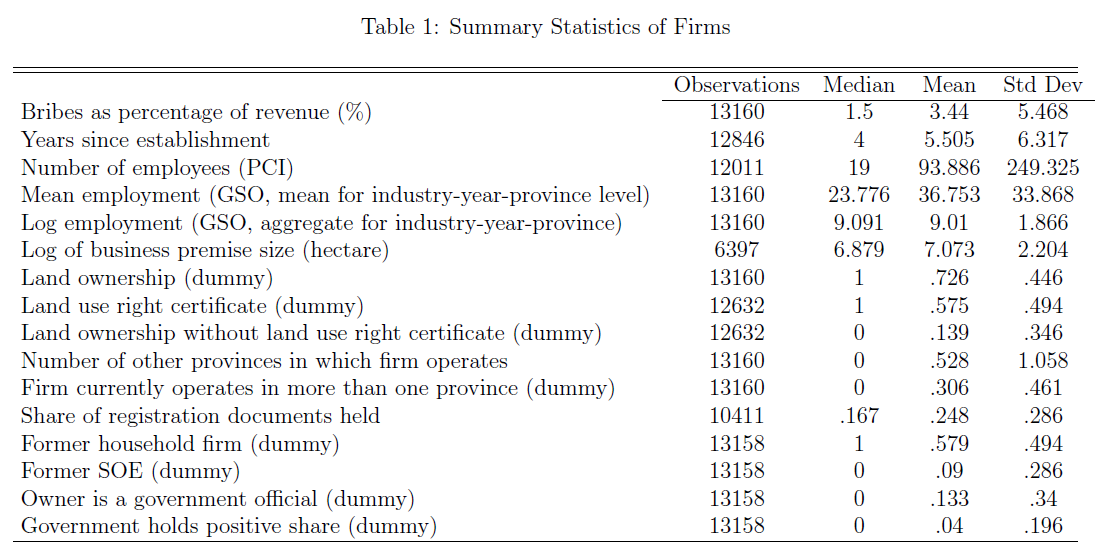 Table 1: Summary Statistics of Firms
Observations Median Mean Std Dev
Bribes as percentage of revenue (%) 13160 1.5 3.44 5.468
Years since establishment 12846 4 5.505 6.317
Number of employees (PCI) 12011 19 93.886 249.325
Mean employment (GSO, mean for industry-year-province level) 13160 23.776 36.753 33.868
Log employment (GSO, aggregate for industry-year-province) 13160 9.091 9.01 1.866
Log of business premise size (hectare) 6397 6.879 7.073 2.204
Land ownership (dummy) 13160 1 .726 .446
Land use right certificate (dummy) 12632 1 .575 .494
Land ownership without land use right certificate (dummy) 12632 0 .139 .346
Number of other provinces in which firm operates 13160 0 .528 1.058
Firm currently operates in more than one province (dummy) 13160 0 .306 .461
Share of registration documents held 10411 .167 .248 .286
Former household firm (dummy) 13158 1 .579 .494
Former SOE (dummy) 13158 0 .09 .286
Owner is a government official (dummy) 13158 0 .133 .34
Government holds positive share (dummy) 13158 0 .04 .196